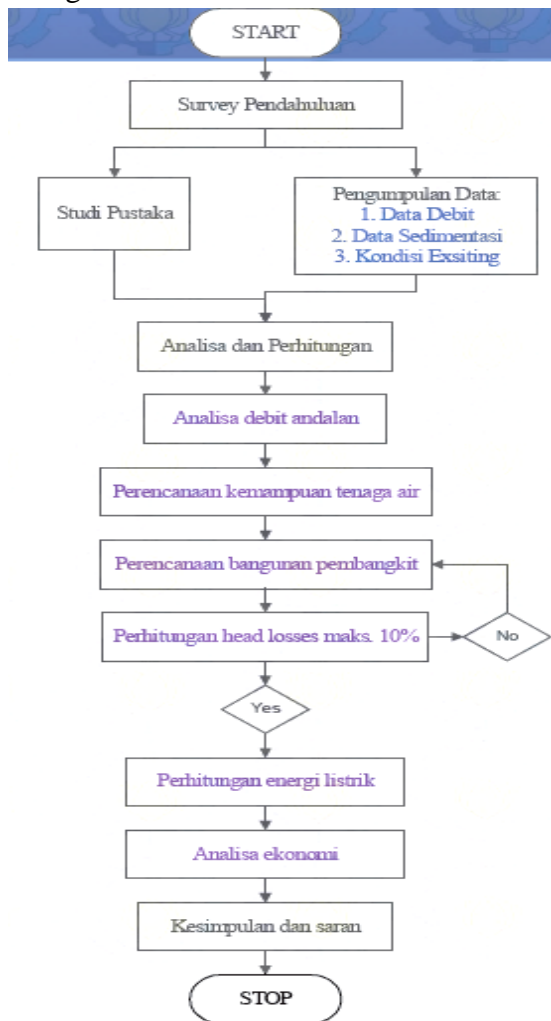 START
Survey Pendahuluan
Studi Pustaka
Pengumpulan Data:
1. Data Debit
2. Data Sedimentasi
3. Kondisi Exsiting
Analisa dan Perhitungan
Analisa debit andalan
Perencanaan kemampuan tenaga air
Perencanaan bangunan pembangkit
Perhitungan head losses maks. 10%
No
Yes
Perhitungan energi listrik
Analisa ekonomi
Kesimpulan dan saran
STOP